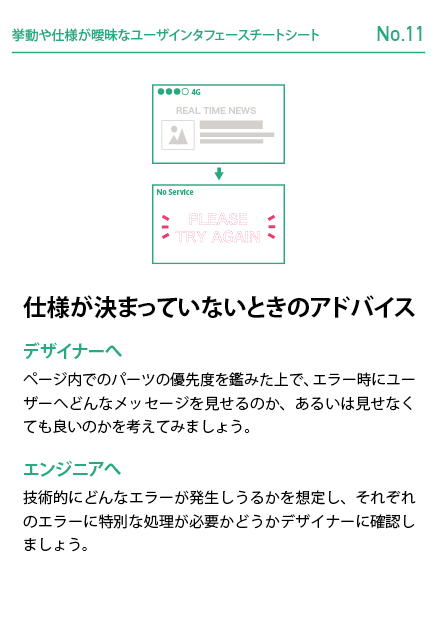 挙動や仕様が曖昧なユーザインタフェースチートシート No.11
4G
REAL TIME NEWS
No Service
PLEASE
TRY AGAIN
仕様が決まっていないときのアドバイス
デザイナーへ
ページ内でのパーツの優先度を鑑みた上で、エラー時にユー
ザーへどんなメッセージを見せるのか、あるいは見せなく
ても良いのかを考えてみましょう。
エンジニアへ
技術的にどんなエラーが発生しうるかを想定し、それぞれ
のエラーに特別な処理が必要かどうかデザイナーに確認し
ましょう。